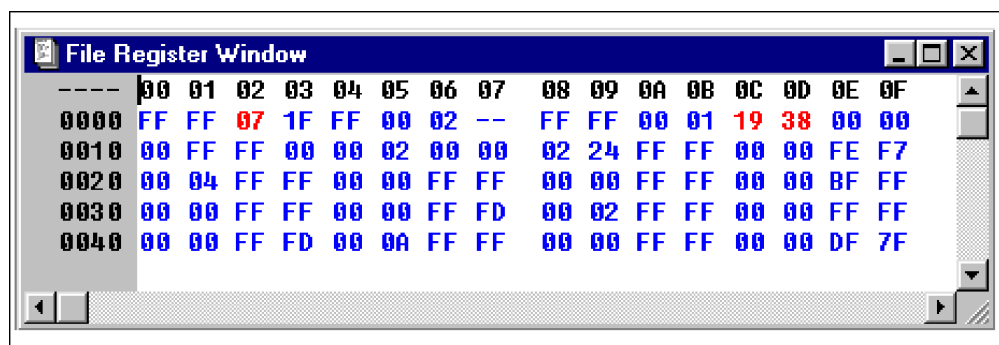 File Register Window
---- 00 01 02 03 04 05 06 07 08 09 0A 0B 0C 0D 0E 0F
0000 FF FF 07 1F FF 00 02 -- FF FF 00 01 19 38 00 00
0010 00 FF FF 00 00 02 00 00 02 24 FF FF 00 00 FE F7
0020 00 04 FF FF 00 00 FF FF 00 00 FF FF 00 00 BF FF
0030 00 00 FF FF 00 00 FF FD 00 02 FF FF 00 00 FF FF
0040 00 00 FF FD 00 0A FF FF 00 00 FF FF 00 00 DF 7F